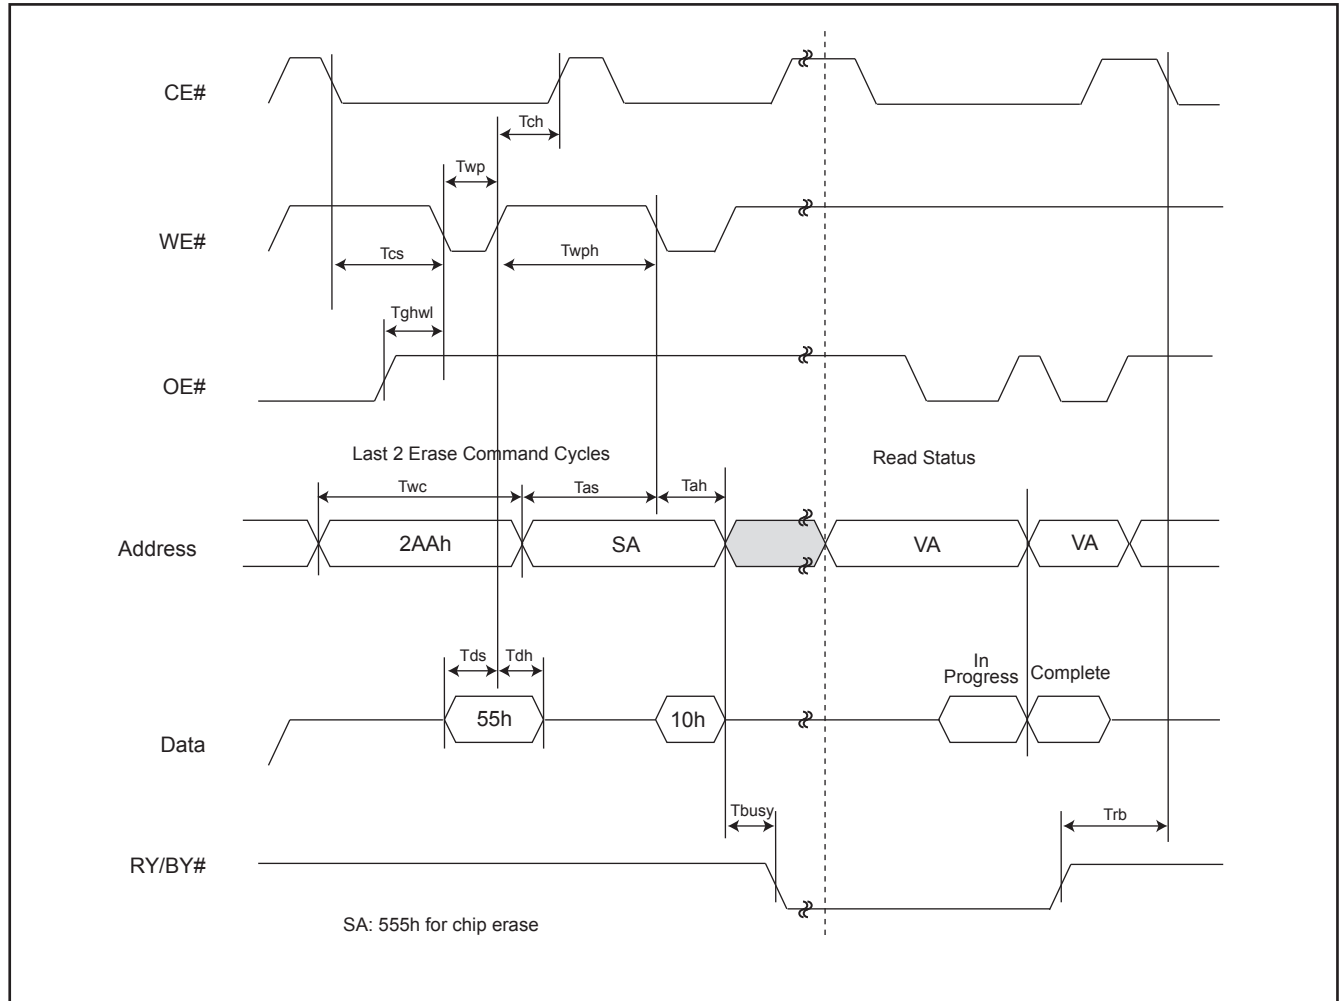 CE#
Tch
Twp
WE#
Tcs
Twph
Tghwl
OE#
Last 2 Erase Command Cycles
Read Status
Twc
Tas
Tah
Address
2AAh
SA
VA
VA
Tds
Tdh
In
Progress
Complete
Data
55h
10h
Tbusy
Trb
RY/BY#
SA: 555h for chip erase